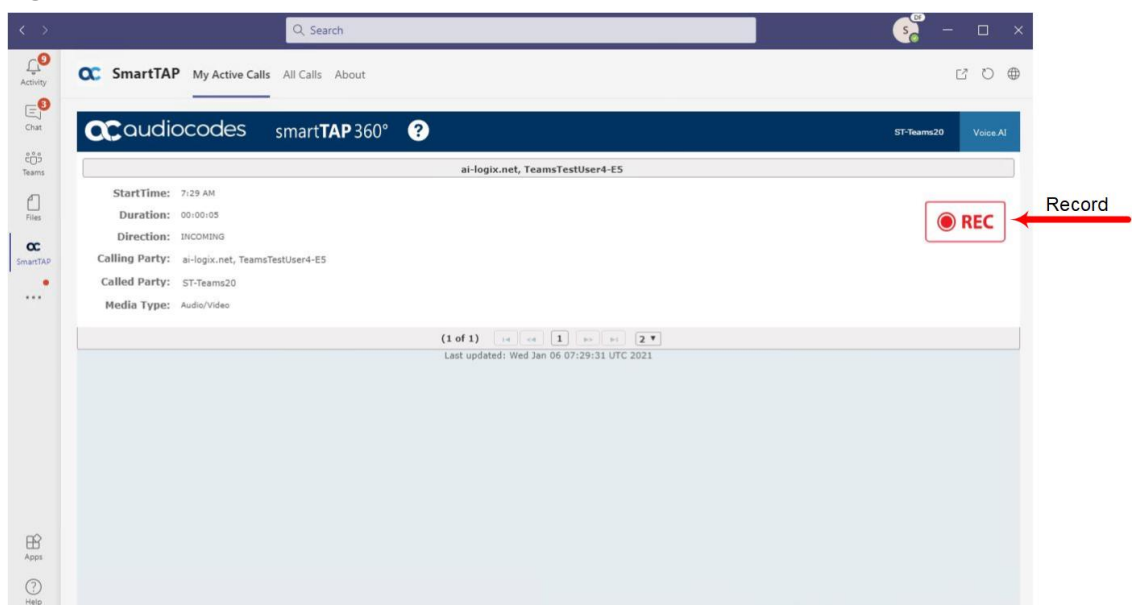 Search
DF
S
9
Activity
3
Chat
Teams
Files
SmartTAP
Apps
Help
SmartTAP My Active Calls All Calls About
audiocodes smartTAP 360° ? ST-Teams20 Voice.AI
ai-logix.net, TeamsTestUser4-E5
StartTime: 7:29 AM
Duration: 00:00:05
Direction: INCOMING
Calling Party: ai-logix.net, TeamsTestUser4-E5
Called Party: ST-Teams20
Media Type: Audio/Video
REC
Record
(1 of 1) 1 2
Last updated: Wed Jan 06 07:29:31 UTC 2021